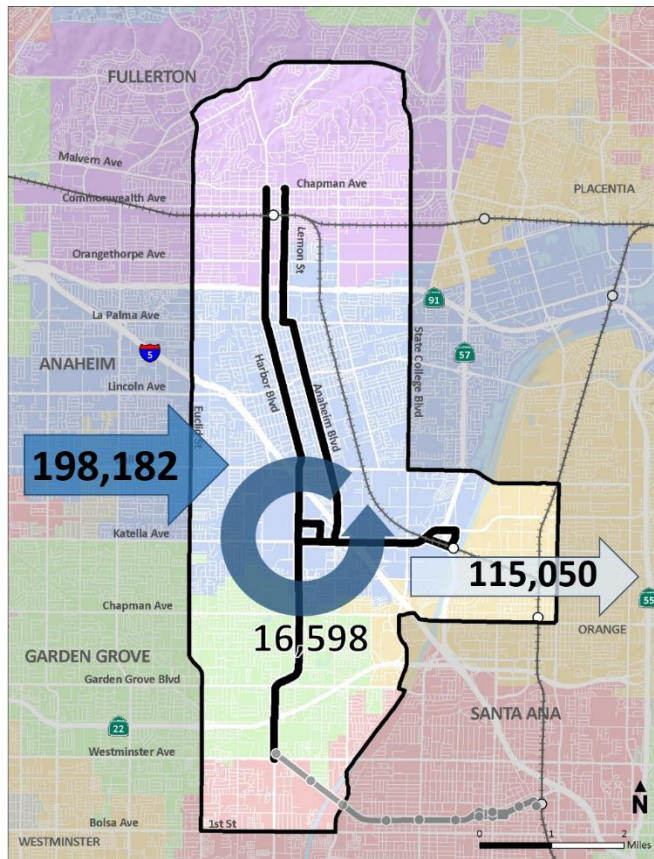 FULLERTON
Malvern Ave
Chapman Ave
Commonwealth Ave
PLACENTIA
Lemon St
Orangethorpe Ave
91
La Palma Ave
State College Blvd
57
ANAHEIM
5
Harbor Blvd
Anaheim Blvd
Lincoln Ave
Euclid St
198,182
Katella Ave
115,050
55
Chapman Ave
16,598
ORANGE
GARDEN GROVE
Garden Grove Blvd
SANTA ANA
22
Westminster Ave
N
Bolsa Ave
1st St
0 1 2
Miles
WESTMINSTER